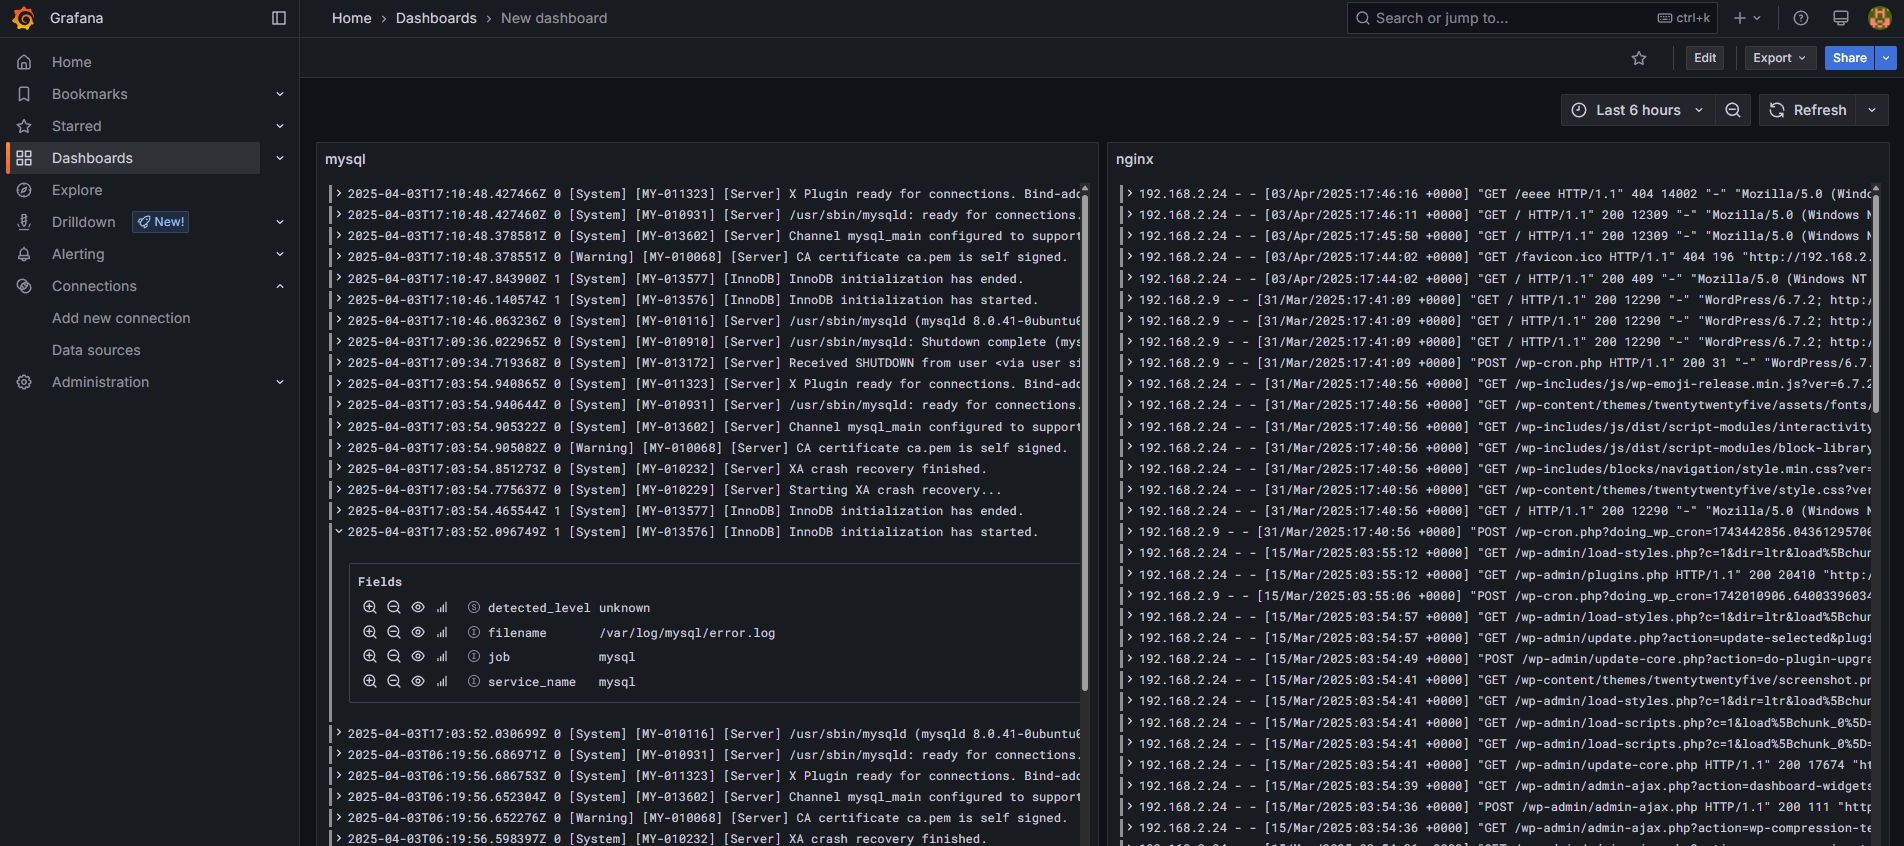 Grafana
Home › Dashboards › New dashboard
Search or jump to...
ctrl+k
Edit
Export
Share
Home
Bookmarks
Starred
Dashboards
Explore
Drilldown
New!
Alerting
Connections
Add new connection
Data sources
Administration
Last 6 hours
Refresh
mysql
2025-04-03T17:10:48.427466Z 0 [System] [MY-011323] [Server] X Plugin ready for connections. Bind-add
2025-04-03T17:10:48.427460Z 0 [System] [MY-010931] [Server] /usr/sbin/mysqld: ready for connections.
2025-04-03T17:10:48.378581Z 0 [System] [MY-013602] [Server] Channel mysql_main configured to support
2025-04-03T17:10:48.378551Z 0 [Warning] [MY-010068] [Server] CA certificate ca.pem is self signed.
2025-04-03T17:10:47.843900Z 1 [System] [MY-013577] [InnoDB] InnoDB initialization has ended.
2025-04-03T17:10:46.140574Z 1 [System] [MY-013576] [InnoDB] InnoDB initialization has started.
2025-04-03T17:10:46.063236Z 0 [System] [MY-010116] [Server] /usr/sbin/mysqld (mysqld 8.0.41-0ubuntu0
2025-04-03T17:09:36.022965Z 0 [System] [MY-010910] [Server] /usr/sbin/mysqld: Shutdown complete (mys
2025-04-03T17:09:34.719368Z 0 [System] [MY-013172] [Server] Received SHUTDOWN from user <via user si
2025-04-03T17:03:54.940865Z 0 [System] [MY-011323] [Server] X Plugin ready for connections. Bind-add
2025-04-03T17:03:54.940644Z 0 [System] [MY-010931] [Server] /usr/sbin/mysqld: ready for connections.
2025-04-03T17:03:54.905322Z 0 [System] [MY-013602] [Server] Channel mysql_main configured to support
2025-04-03T17:03:54.905082Z 0 [Warning] [MY-010068] [Server] CA certificate ca.pem is self signed.
2025-04-03T17:03:54.851273Z 0 [System] [MY-010232] [Server] XA crash recovery finished.
2025-04-03T17:03:54.775637Z 0 [System] [MY-010229] [Server] Starting XA crash recovery...
2025-04-03T17:03:54.465544Z 1 [System] [MY-013577] [InnoDB] InnoDB initialization has ended.
2025-04-03T17:03:52.096749Z 1 [System] [MY-013576] [InnoDB] InnoDB initialization has started.
Fields
detected_level unknown
filename /var/log/mysql/error.log
job mysql
service_name mysql
2025-04-03T17:03:52.030699Z 0 [System] [MY-010116] [Server] /usr/sbin/mysqld (mysqld 8.0.41-0ubuntu0
2025-04-03T06:19:56.686971Z 0 [System] [MY-010931] [Server] /usr/sbin/mysqld: ready for connections.
2025-04-03T06:19:56.686753Z 0 [System] [MY-011323] [Server] X Plugin ready for connections. Bind-add
2025-04-03T06:19:56.652304Z 0 [System] [MY-013602] [Server] Channel mysql_main configured to support
2025-04-03T06:19:56.652276Z 0 [Warning] [MY-010068] [Server] CA certificate ca.pem is self signed.
2025-04-03T06:19:56.598397Z 0 [System] [MY-010232] [Server] XA crash recovery finished.
nginx
192.168.2.24 - - [03/Apr/2025:17:46:16 +0000] "GET /eeee HTTP/1.1" 404 14002 "-" "Mozilla/5.0 (Wind
192.168.2.24 - - [03/Apr/2025:17:46:11 +0000] "GET / HTTP/1.1" 200 12309 "-" "Mozilla/5.0 (Windows N
192.168.2.24 - - [03/Apr/2025:17:45:50 +0000] "GET / HTTP/1.1" 200 12309 "-" "Mozilla/5.0 (Windows N
192.168.2.24 - - [03/Apr/2025:17:44:02 +0000] "GET /favicon.ico HTTP/1.1" 404 196 "http://192.168.2.
192.168.2.24 - - [03/Apr/2025:17:44:02 +0000] "GET / HTTP/1.1" 200 409 "-" "Mozilla/5.0 (Windows NT
192.168.2.9 - - [31/Mar/2025:17:41:09 +0000] "GET / HTTP/1.1" 200 12290 "-" "WordPress/6.7.2; http:/
192.168.2.9 - - [31/Mar/2025:17:41:09 +0000] "GET / HTTP/1.1" 200 12290 "-" "WordPress/6.7.2; http:/
192.168.2.9 - - [31/Mar/2025:17:41:09 +0000] "GET / HTTP/1.1" 200 12290 "-" "WordPress/6.7.2; http:/
192.168.2.9 - - [31/Mar/2025:17:41:09 +0000] "POST /wp-cron.php HTTP/1.1" 200 31 "-" "WordPress/6.7.
192.168.2.24 - - [31/Mar/2025:17:40:56 +0000] "GET /wp-includes/js/wp-emoji-release.min.js?ver=6.7.2
192.168.2.24 - - [31/Mar/2025:17:40:56 +0000] "GET /wp-content/themes/twentytwentyfive/assets/fonts/
192.168.2.24 - - [31/Mar/2025:17:40:56 +0000] "GET /wp-includes/js/dist/script-modules/interactivity
192.168.2.24 - - [31/Mar/2025:17:40:56 +0000] "GET /wp-includes/js/dist/script-modules/block-library
192.168.2.24 - - [31/Mar/2025:17:40:56 +0000] "GET /wp-includes/blocks/navigation/style.min.css?ver=
192.168.2.24 - - [31/Mar/2025:17:40:56 +0000] "GET /wp-content/themes/twentytwentyfive/style.css?ver
192.168.2.24 - - [31/Mar/2025:17:40:56 +0000] "GET / HTTP/1.1" 200 12290 "-" "Mozilla/5.0 (Windows N
192.168.2.9 - - [31/Mar/2025:17:40:56 +0000] "POST /wp-cron.php?doing_wp_cron=1743442856.04361295700
192.168.2.24 - - [15/Mar/2025:03:55:12 +0000] "GET /wp-admin/load-styles.php?c=1&dir=ltr&load%5Bchun
192.168.2.24 - - [15/Mar/2025:03:55:12 +0000] "GET /wp-admin/plugins.php HTTP/1.1" 200 20410 "http:/
192.168.2.9 - - [15/Mar/2025:03:55:06 +0000] "POST /wp-cron.php?doing_wp_cron=1742010906.64003396034
192.168.2.24 - - [15/Mar/2025:03:54:57 +0000] "GET /wp-admin/load-styles.php?c=1&dir=ltr&load%5Bchun
192.168.2.24 - - [15/Mar/2025:03:54:57 +0000] "GET /wp-admin/update.php?action=update-selected&plugi
192.168.2.24 - - [15/Mar/2025:03:54:49 +0000] "POST /wp-admin/update-core.php?action=do-plugin-upgra
192.168.2.24 - - [15/Mar/2025:03:54:41 +0000] "GET /wp-content/themes/twentytwentyfive/screenshot.pn
192.168.2.24 - - [15/Mar/2025:03:54:41 +0000] "GET /wp-admin/load-styles.php?c=1&dir=ltr&load%5Bchun
192.168.2.24 - - [15/Mar/2025:03:54:41 +0000] "GET /wp-admin/load-scripts.php?c=1&load%5Bchunk_0%5D=
192.168.2.24 - - [15/Mar/2025:03:54:41 +0000] "GET /wp-admin/load-scripts.php?c=1&load%5Bchunk_0%5D=
192.168.2.24 - - [15/Mar/2025:03:54:41 +0000] "GET /wp-admin/update-core.php HTTP/1.1" 200 17674 "ht
192.168.2.24 - - [15/Mar/2025:03:54:39 +0000] "GET /wp-admin/admin-ajax.php?action=dashboard-widgets
192.168.2.24 - - [15/Mar/2025:03:54:36 +0000] "POST /wp-admin/admin-ajax.php HTTP/1.1" 200 111 "http
192.168.2.24 - - [15/Mar/2025:03:54:36 +0000] "GET /wp-admin/admin-ajax.php?action=wp-compression-te